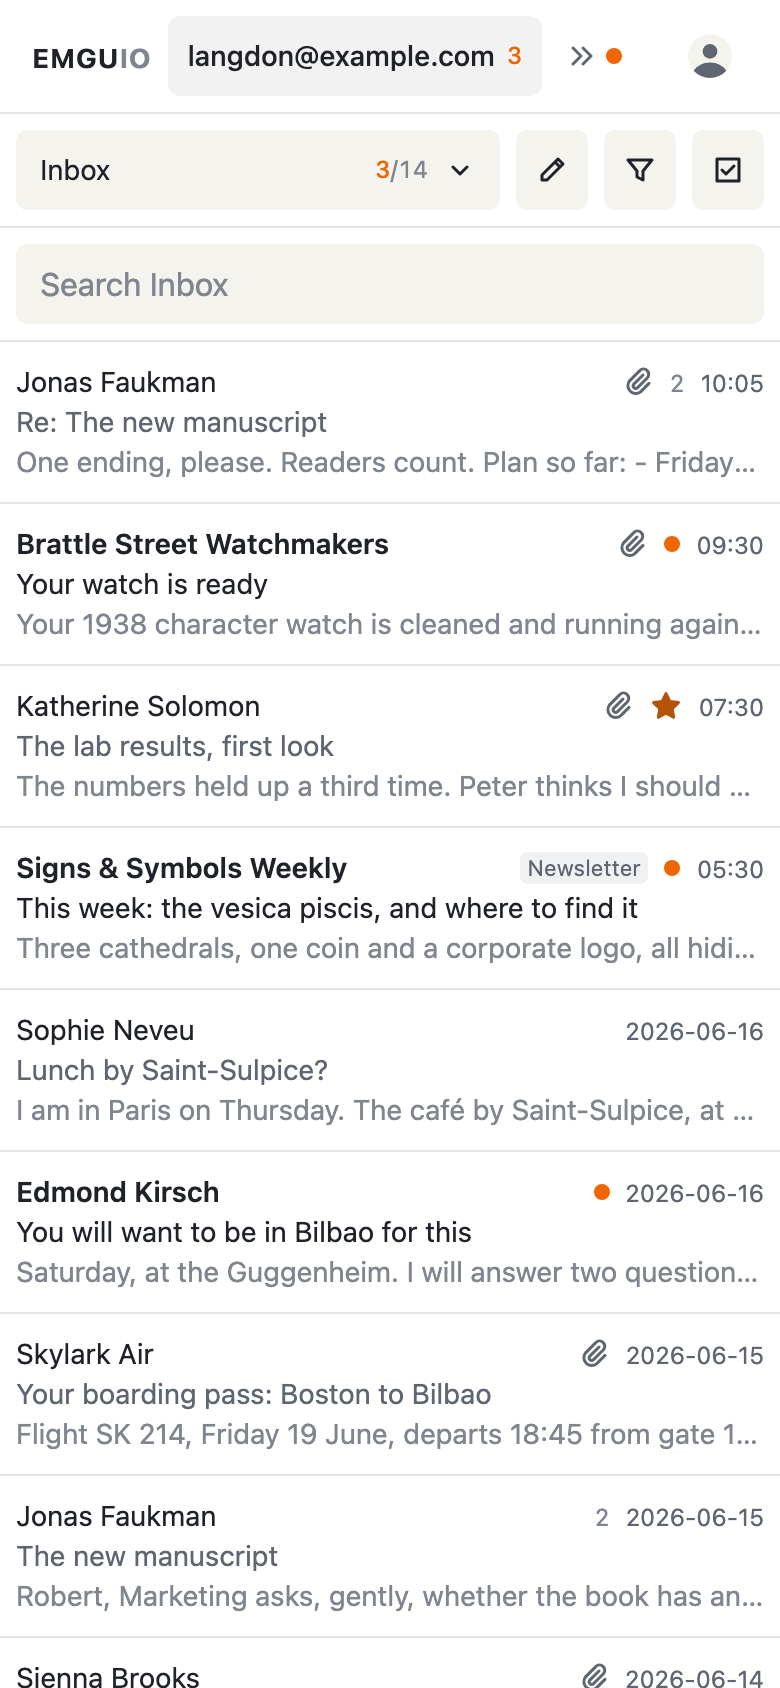 EMGUIO
langdon@example.com 3
Inbox 3/14
Search Inbox
Jonas Faukman 2 10:05
Re: The new manuscript
One ending, please. Readers count. Plan so far: - Friday...
Brattle Street Watchmakers 09:30
Your watch is ready
Your 1938 character watch is cleaned and running again...
Katherine Solomon 07:30
The lab results, first look
The numbers held up a third time. Peter thinks I should ...
Signs & Symbols Weekly Newsletter 05:30
This week: the vesica piscis, and where to find it
Three cathedrals, one coin and a corporate logo, all hidi...
Sophie Neveu 2026-06-16
Lunch by Saint-Sulpice?
I am in Paris on Thursday. The café by Saint-Sulpice, at ...
Edmond Kirsch 2026-06-16
You will want to be in Bilbao for this
Saturday, at the Guggenheim. I will answer two question...
Skylark Air 2026-06-15
Your boarding pass: Boston to Bilbao
Flight SK 214, Friday 19 June, departs 18:45 from gate 1...
Jonas Faukman 2 2026-06-15
The new manuscript
Robert, Marketing asks, gently, whether the book has an...
Sienna Brooks 2026-06-14